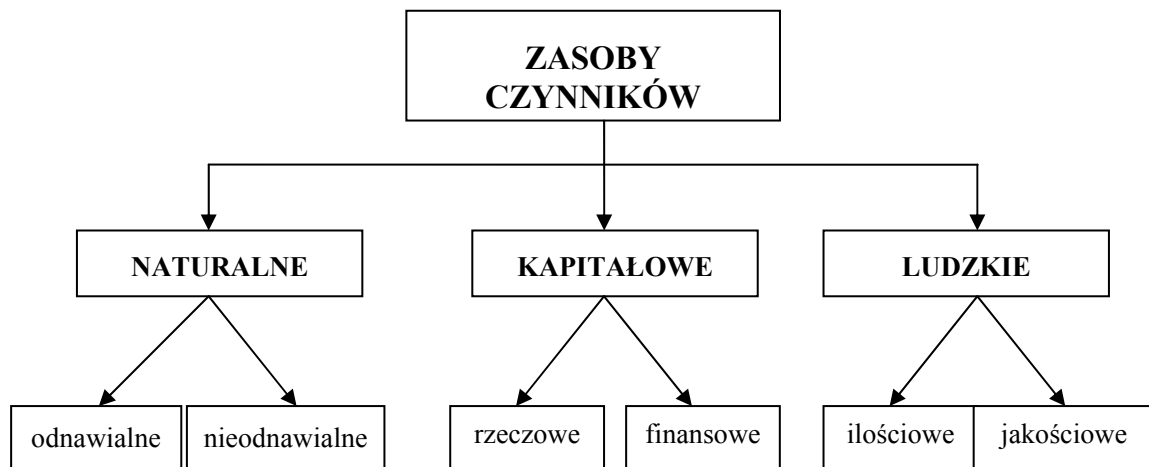 ZASOBY
CZYNNIKÓW
NATURALNE
KAPITAŁOWE
LUDZKIE
odnawialne
nieodnawialne
rzeczowe
finansowe
ilościowe
jakościowe